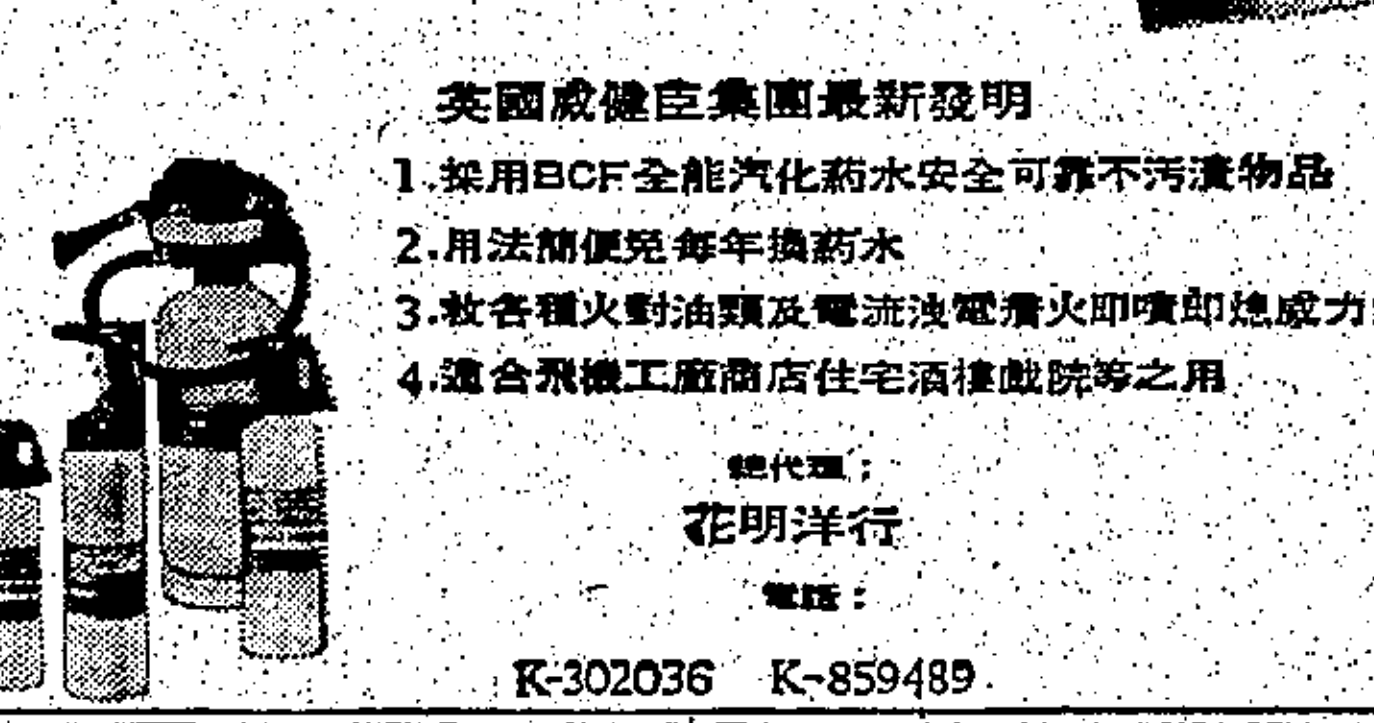 英國威健臣集團最新發明
1.採用BCF全能汽化葯水安全可靠不污漬物品
2.用法簡便免每年換葯水
3.救各種火對油類及電流洩電攪火即噴即熄威力
4.適合飛機工廠商店住宅酒樓戲院等之用
總代理：
花明洋行
電話：
K-302036 K-859489